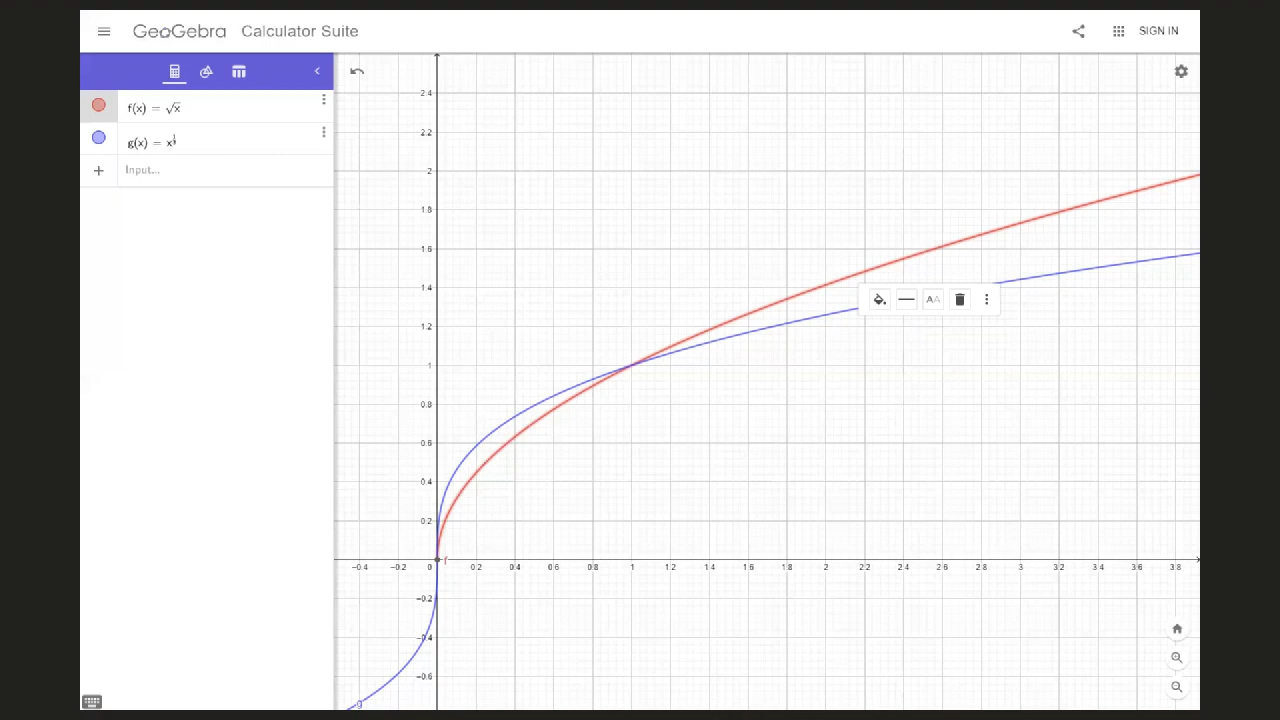 GeoGebra Calculator Suite SIGN IN
f(x) = √x
g(x) = x^{1/3}
Input...
2.4
2.2
2
1.8
1.6
1.4
AA
1.2
1
0.8
0.6
0.4
0.2
f
−0.4 −0.2 0 0.2 0.4 0.6 0.8 1 1.2 1.4 1.6 1.8 2 2.2 2.4 2.6 2.8 3 3.2 3.4 3.6 3.8
−0.2
−0.4
−0.6
g